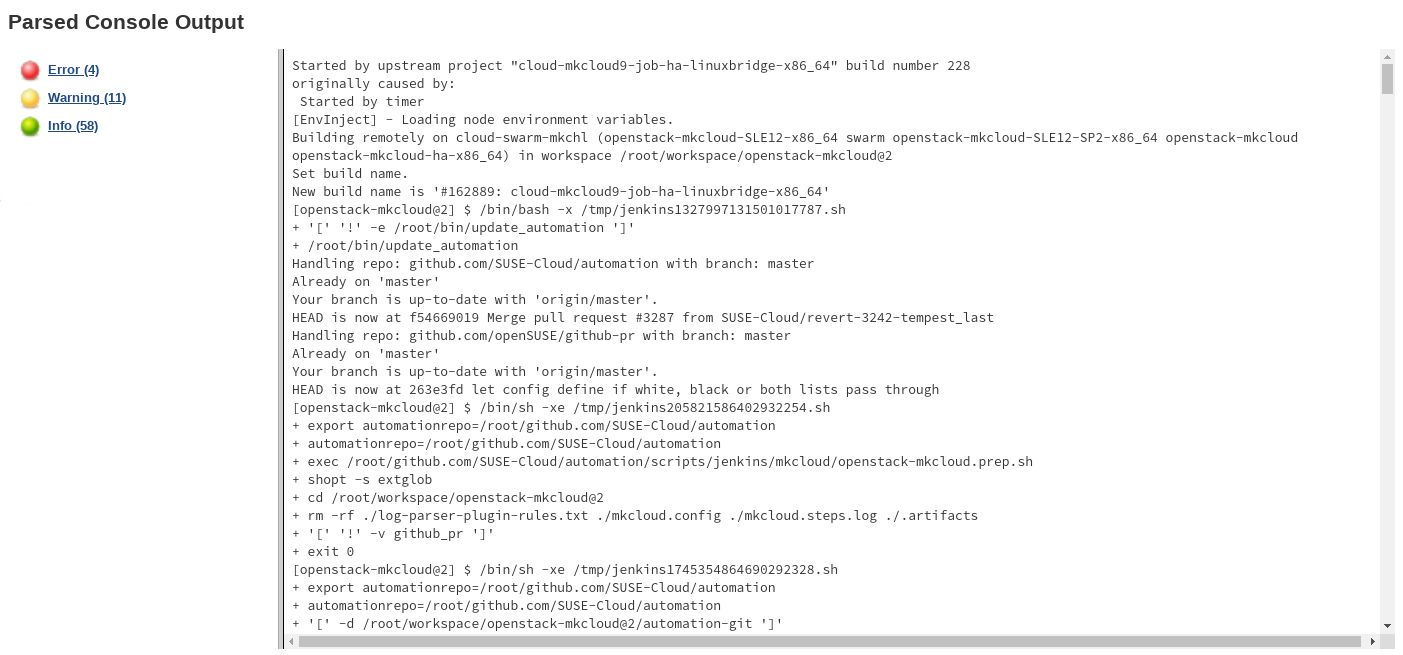 Parsed Console Output
Error (4)
Warning (11)
Info (58)
Started by upstream project "cloud-mkcloud9-job-ha-linuxbridge-x86_64" build number 228
originally caused by:
 Started by timer
[EnvInject] - Loading node environment variables.
Building remotely on cloud-swarm-mkchl (openstack-mkcloud-SLE12-x86_64 swarm openstack-mkcloud-SLE12-SP2-x86_64 openstack-mkcloud
openstack-mkcloud-ha-x86_64) in workspace /root/workspace/openstack-mkcloud@2
Set build name.
New build name is '#162889: cloud-mkcloud9-job-ha-linuxbridge-x86_64'
[openstack-mkcloud@2] $ /bin/bash -x /tmp/jenkins1327997131501017787.sh
+ '[' '!' -e /root/bin/update_automation ']'
+ /root/bin/update_automation
Handling repo: github.com/SUSE-Cloud/automation with branch: master
Already on 'master'
Your branch is up-to-date with 'origin/master'.
HEAD is now at f54669019 Merge pull request #3287 from SUSE-Cloud/revert-3242-tempest_last
Handling repo: github.com/openSUSE/github-pr with branch: master
Already on 'master'
Your branch is up-to-date with 'origin/master'.
HEAD is now at 263e3fd let config define if white, black or both lists pass through
[openstack-mkcloud@2] $ /bin/sh -xe /tmp/jenkins205821586402932254.sh
+ export automationrepo=/root/github.com/SUSE-Cloud/automation
+ automationrepo=/root/github.com/SUSE-Cloud/automation
+ exec /root/github.com/SUSE-Cloud/automation/scripts/jenkins/mkcloud/openstack-mkcloud.prep.sh
+ shopt -s extglob
+ cd /root/workspace/openstack-mkcloud@2
+ rm -rf ./log-parser-plugin-rules.txt ./mkcloud.config ./mkcloud.steps.log ./.artifacts
+ '[' '!' -v github_pr ']'
+ exit 0
[openstack-mkcloud@2] $ /bin/sh -xe /tmp/jenkins1745354864690292328.sh
+ export automationrepo=/root/github.com/SUSE-Cloud/automation
+ automationrepo=/root/github.com/SUSE-Cloud/automation
+ '[' -d /root/workspace/openstack-mkcloud@2/automation-git ']'